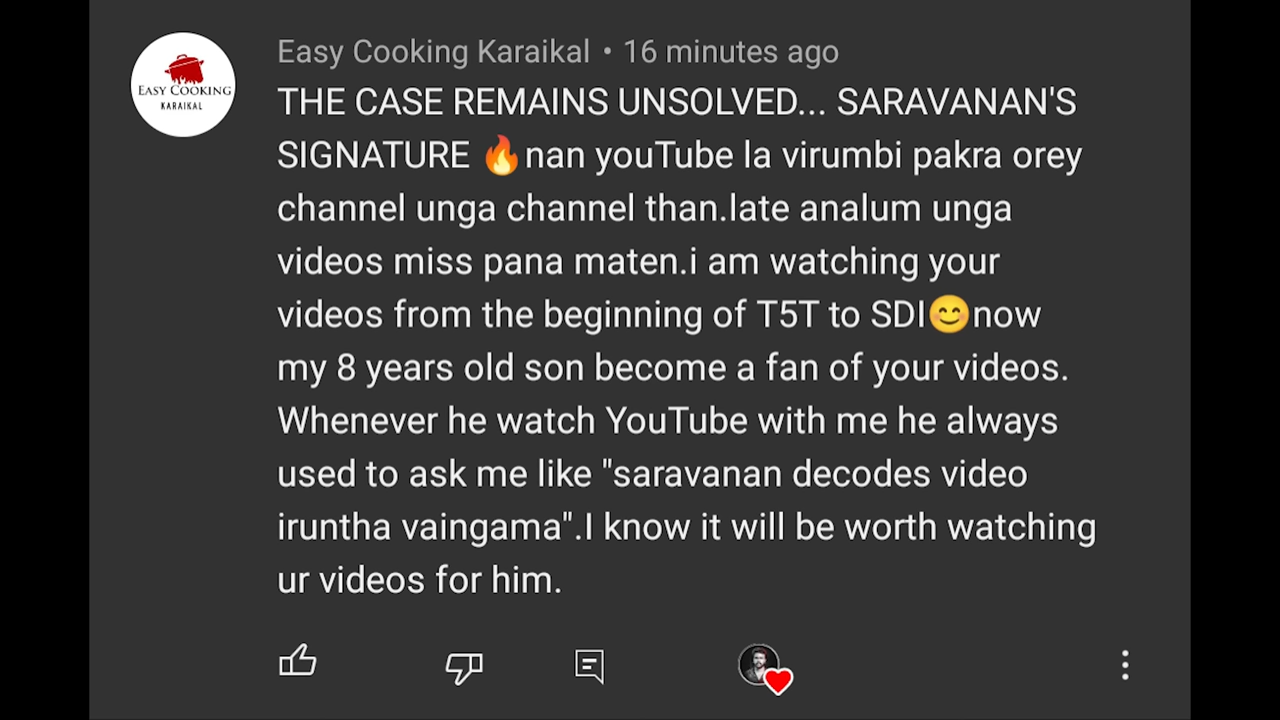 EASY COOKING
KARAIKAL
Easy Cooking Karaikal • 16 minutes ago
THE CASE REMAINS UNSOLVED... SARAVANAN'S
SIGNATURE 🔥nan youTube la virumbi pakra orey
channel unga channel than.late analum unga
videos miss pana maten.i am watching your
videos from the beginning of T5T to SDI😊now
my 8 years old son become a fan of your videos.
Whenever he watch YouTube with me he always
used to ask me like "saravanan decodes video
iruntha vaingama".I know it will be worth watching
ur videos for him.